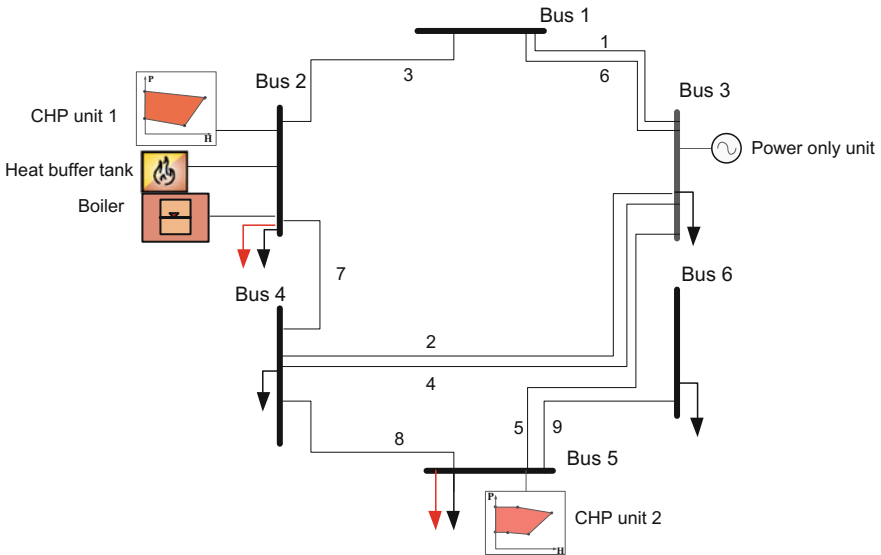 Bus 1
1
Bus 2
3
6
Bus 3
P
H
CHP unit 1
Power only unit
Heat buffer tank
Boiler
Bus 6
7
Bus 4
2
4
5
9
8
Bus 5
P
H
CHP unit 2